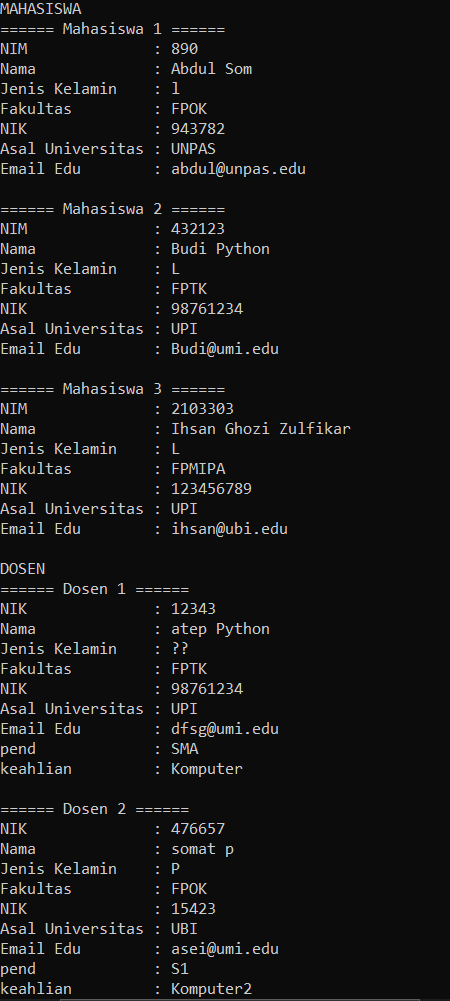 MAHASISWA
====== Mahasiswa 1 ======
NIM              : 890
Nama             : Abdul Som
Jenis Kelamin    : l
Fakultas         : FPOK
NIK              : 943782
Asal Universitas : UNPAS
Email Edu        : abdul@unpas.edu

====== Mahasiswa 2 ======
NIM              : 432123
Nama             : Budi Python
Jenis Kelamin    : L
Fakultas         : FPTK
NIK              : 98761234
Asal Universitas : UPI
Email Edu        : Budi@umi.edu

====== Mahasiswa 3 ======
NIM              : 2103303
Nama             : Ihsan Ghozi Zulfikar
Jenis Kelamin    : L
Fakultas         : FPMIPA
NIK              : 123456789
Asal Universitas : UPI
Email Edu        : ihsan@ubi.edu

DOSEN
====== Dosen 1 ======
NIK              : 12343
Nama             : atep Python
Jenis Kelamin    : ??
Fakultas         : FPTK
NIK              : 98761234
Asal Universitas : UPI
Email Edu        : dfsg@umi.edu
pend             : SMA
keahlian         : Komputer

====== Dosen 2 ======
NIK              : 476657
Nama             : somat p
Jenis Kelamin    : P
Fakultas         : FPOK
NIK              : 15423
Asal Universitas : UBI
Email Edu        : asei@umi.edu
pend             : S1
keahlian         : Komputer2